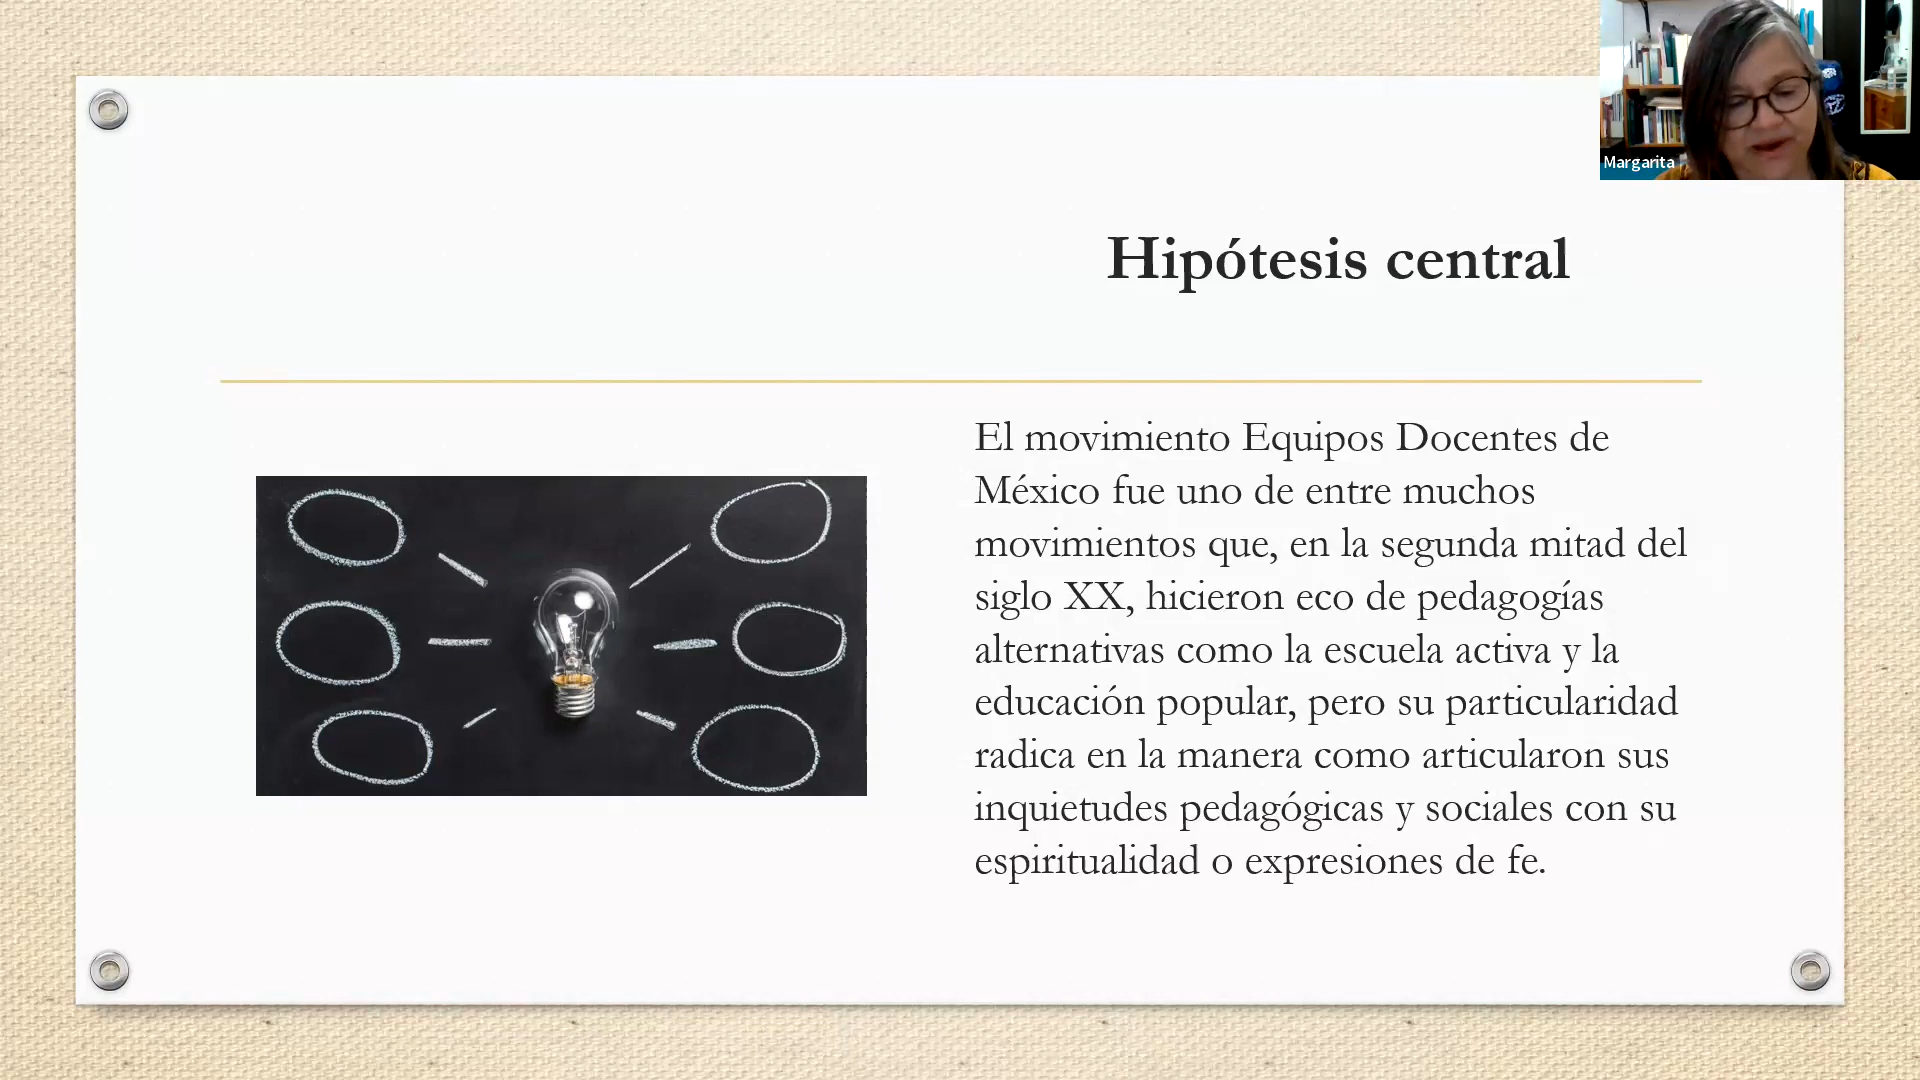 Margarita
Hipótesis central
El movimiento Equipos Docentes de
México fue uno de entre muchos
movimientos que, en la segunda mitad del
siglo XX, hicieron eco de pedagogías
alternativas como la escuela activa y la
educación popular, pero su particularidad
radica en la manera como articularon sus
inquietudes pedagógicas y sociales con su
espiritualidad o expresiones de fe.